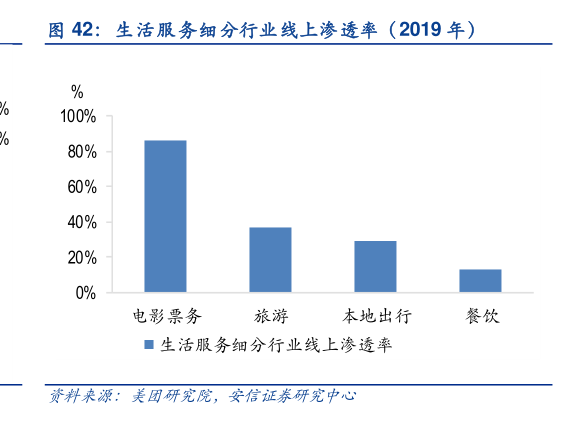 图 42：生活服务细分行业线上渗透率（2019 年）
%
%
100%
%
80%
60%
40%
20%
0%
电影票务 旅游 本地出行 餐饮
生活服务细分行业线上渗透率
资料来源：美团研究院，安信证券研究中心